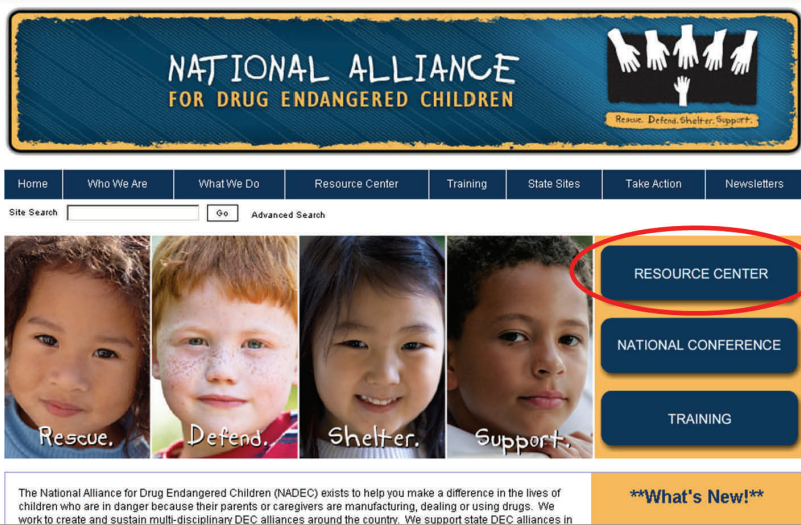 NATIONAL ALLIANCE
FOR DRUG ENDANGERED CHILDREN
Rescue. Defend. Shelter. Support.
Home Who We Are What We Do Resource Center Training State Sites Take Action Newsletters
Site Search Go Advanced Search
RESOURCE CENTER
NATIONAL CONFERENCE
TRAINING
Rescue. Defend. Shelter. Support.
The National Alliance for Drug Endangered Children (NADEC) exists to help you make a difference in the lives of
children who are in danger because their parents or caregivers are manufacturing, dealing or using drugs. We
work to create and sustain multi-disciplinary DEC alliances around the country. We support state DEC alliances in
**What's New!**